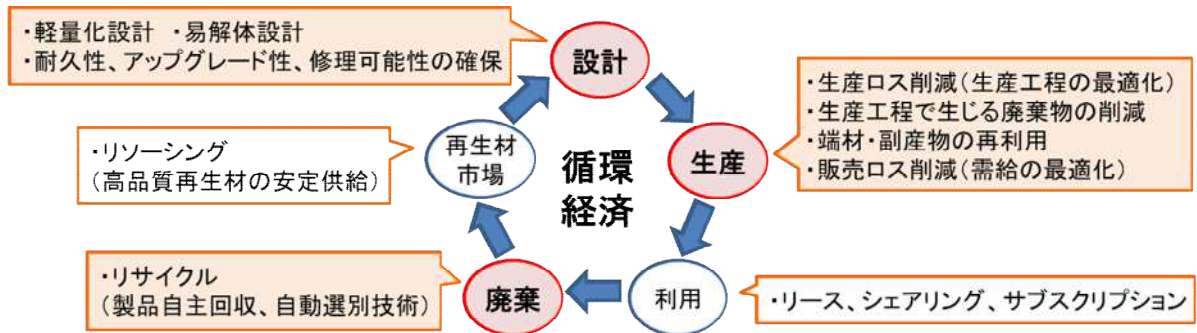 ・軽量化設計 ・易解体設計
・耐久性、アップグレード性、修理可能性の確保
設計
・生産ロス削減(生産工程の最適化)
・生産工程で生じる廃棄物の削減
・端材・副産物の再利用
・販売ロス削減(需給の最適化)
生産
・リソーシング
(高品質再生材の安定供給)
再生材
市場
循環
経済
・リサイクル
(製品自主回収、自動選別技術)
廃棄
利用
・リース、シェアリング、サブスクリプション